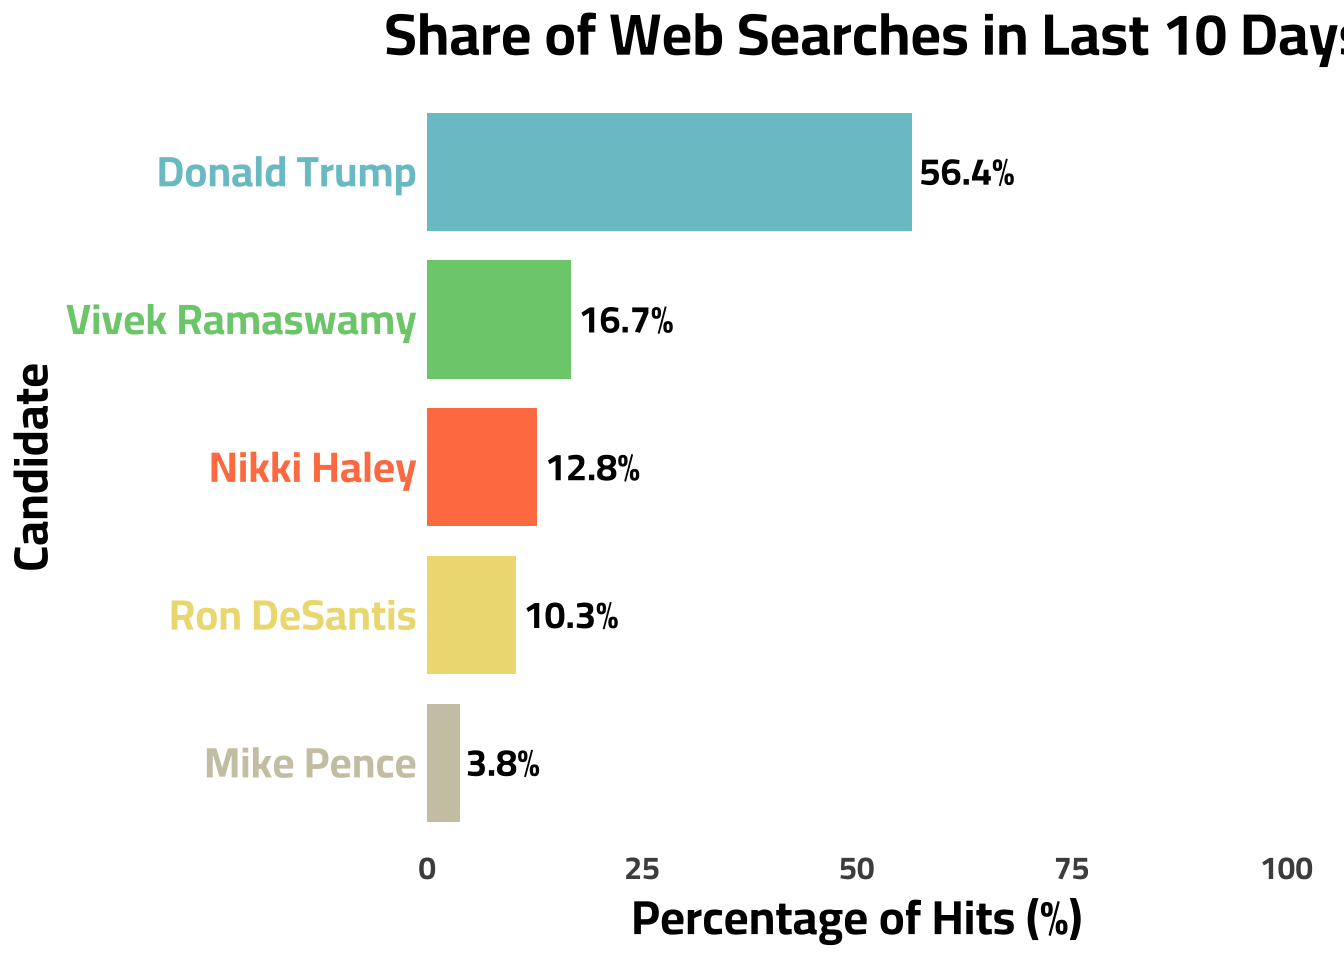 Share of Web Searches in Last 10 Days
Donald Trump
56.4%
Vivek Ramaswamy
16.7%
Nikki Haley
12.8%
Ron DeSantis
10.3%
Mike Pence
3.8%
Candidate
0 25 50 75 100
Percentage of Hits (%)